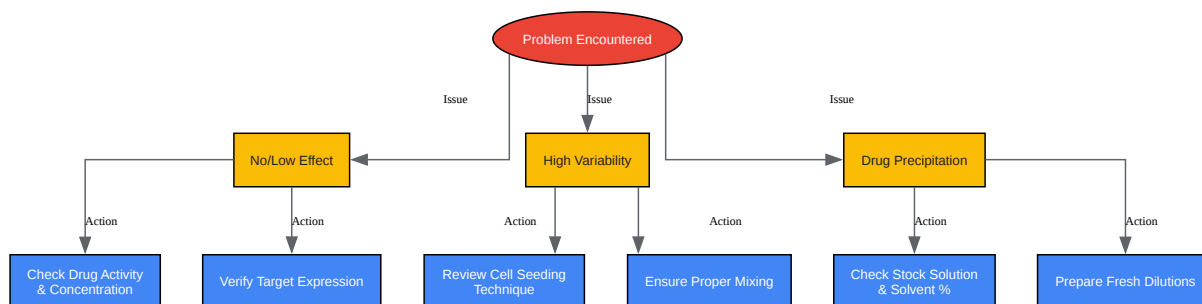 Problem Encountered
Issue
Issue
Issue
No/Low Effect
High Variability
Drug Precipitation
Action
Action
Action
Action
Action
Action
Check Drug Activity
& Concentration
Verify Target Expression
Review Cell Seeding
Technique
Ensure Proper Mixing
Check Stock Solution
& Solvent %
Prepare Fresh Dilutions